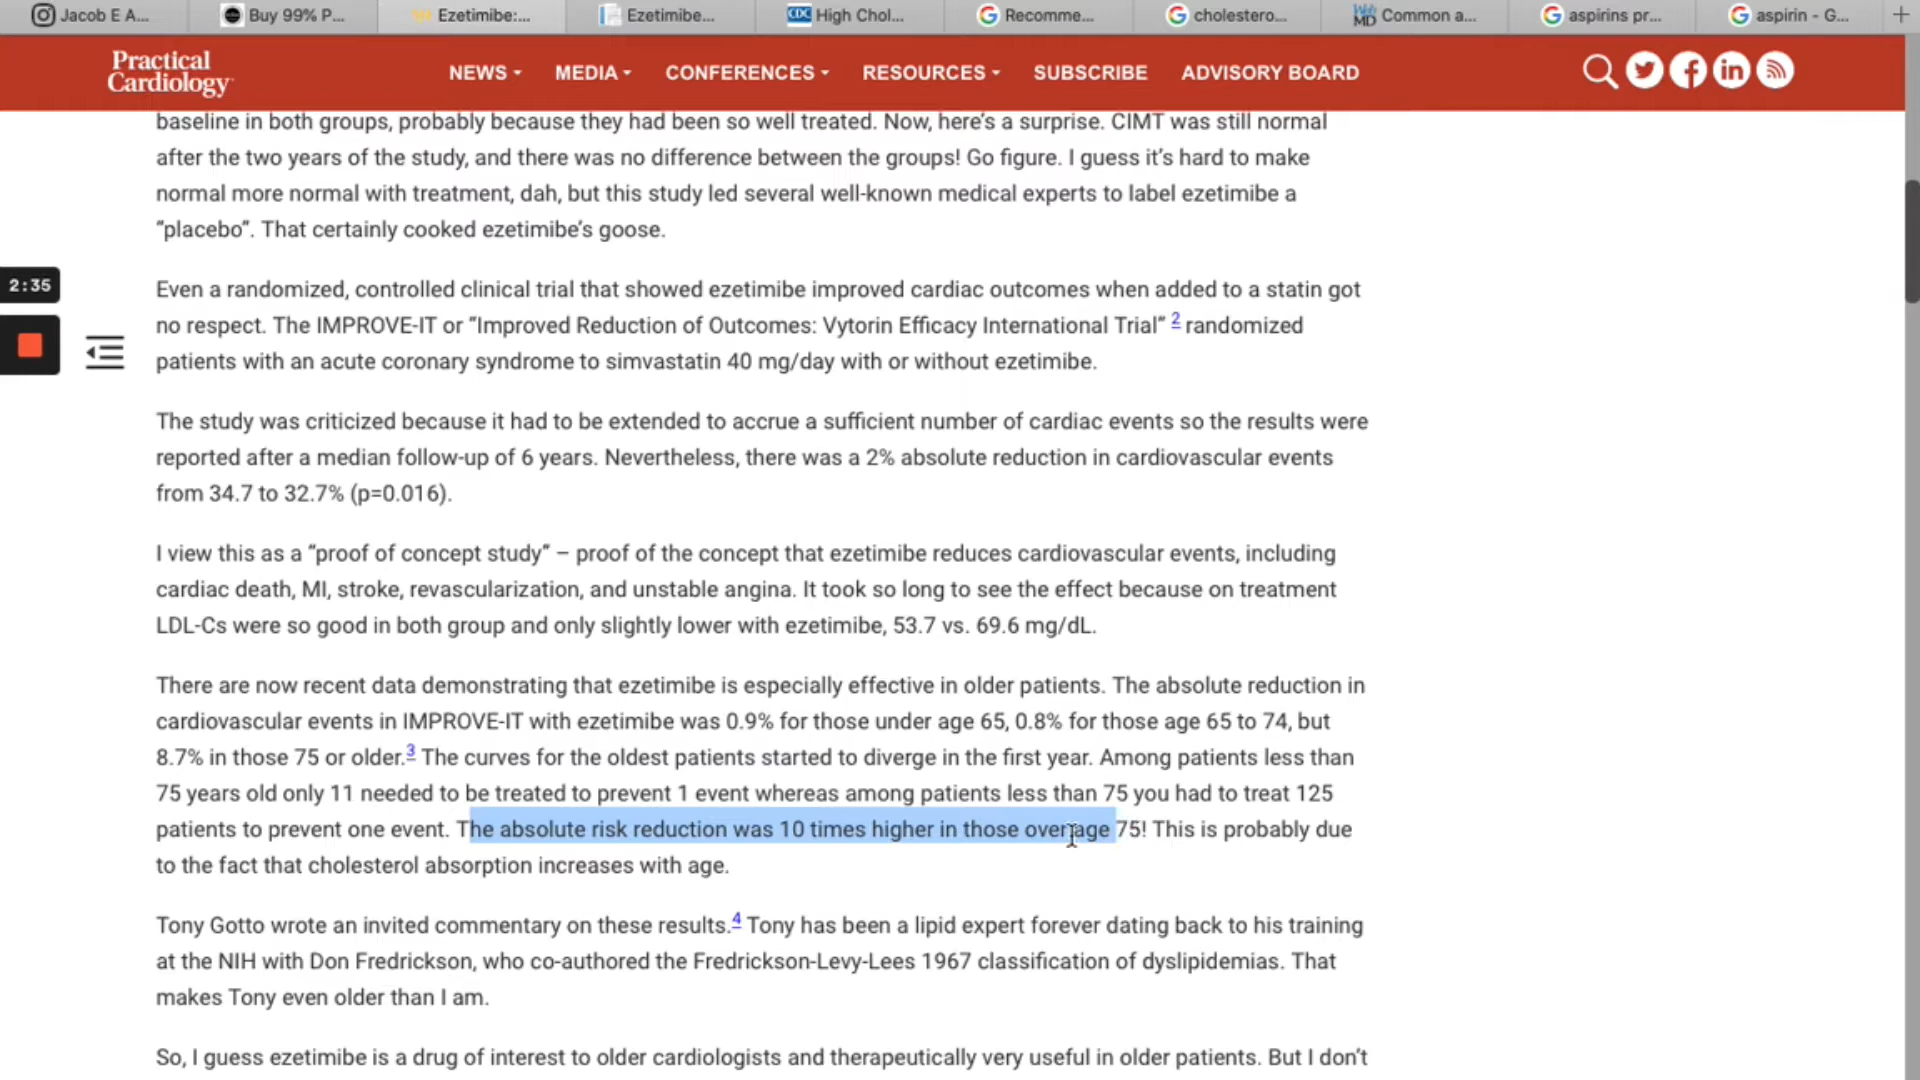 Jacob E A...
Buy 99% P...
Ezetimibe:...
Ezetimibe...
CDC High Chol...
Recomme...
cholestero...
Web MD Common a...
aspirins pr...
aspirin - G...
Practical
Cardiology
NEWS
MEDIA
CONFERENCES
RESOURCES
SUBSCRIBE
ADVISORY BOARD
baseline in both groups, probably because they had been so well treated. Now, here’s a surprise. CIMT was still normal
after the two years of the study, and there was no difference between the groups! Go figure. I guess it’s hard to make
normal more normal with treatment, dah, but this study led several well-known medical experts to label ezetimibe a
“placebo”. That certainly cooked ezetimibe’s goose.
2:35
Even a randomized, controlled clinical trial that showed ezetimibe improved cardiac outcomes when added to a statin got
no respect. The IMPROVE-IT or “Improved Reduction of Outcomes: Vytorin Efficacy International Trial” 2 randomized
patients with an acute coronary syndrome to simvastatin 40 mg/day with or without ezetimibe.
The study was criticized because it had to be extended to accrue a sufficient number of cardiac events so the results were
reported after a median follow-up of 6 years. Nevertheless, there was a 2% absolute reduction in cardiovascular events
from 34.7 to 32.7% (p=0.016).
I view this as a “proof of concept study” – proof of the concept that ezetimibe reduces cardiovascular events, including
cardiac death, MI, stroke, revascularization, and unstable angina. It took so long to see the effect because on treatment
LDL-Cs were so good in both group and only slightly lower with ezetimibe, 53.7 vs. 69.6 mg/dL.
There are now recent data demonstrating that ezetimibe is especially effective in older patients. The absolute reduction in
cardiovascular events in IMPROVE-IT with ezetimibe was 0.9% for those under age 65, 0.8% for those age 65 to 74, but
8.7% in those 75 or older.3 The curves for the oldest patients started to diverge in the first year. Among patients less than
75 years old only 11 needed to be treated to prevent 1 event whereas among patients less than 75 you had to treat 125
patients to prevent one event. The absolute risk reduction was 10 times higher in those over age 75! This is probably due
to the fact that cholesterol absorption increases with age.
Tony Gotto wrote an invited commentary on these results.4 Tony has been a lipid expert forever dating back to his training
at the NIH with Don Fredrickson, who co-authored the Fredrickson-Levy-Lees 1967 classification of dyslipidemias. That
makes Tony even older than I am.
So, I guess ezetimibe is a drug of interest to older cardiologists and therapeutically very useful in older patients. But I don’t